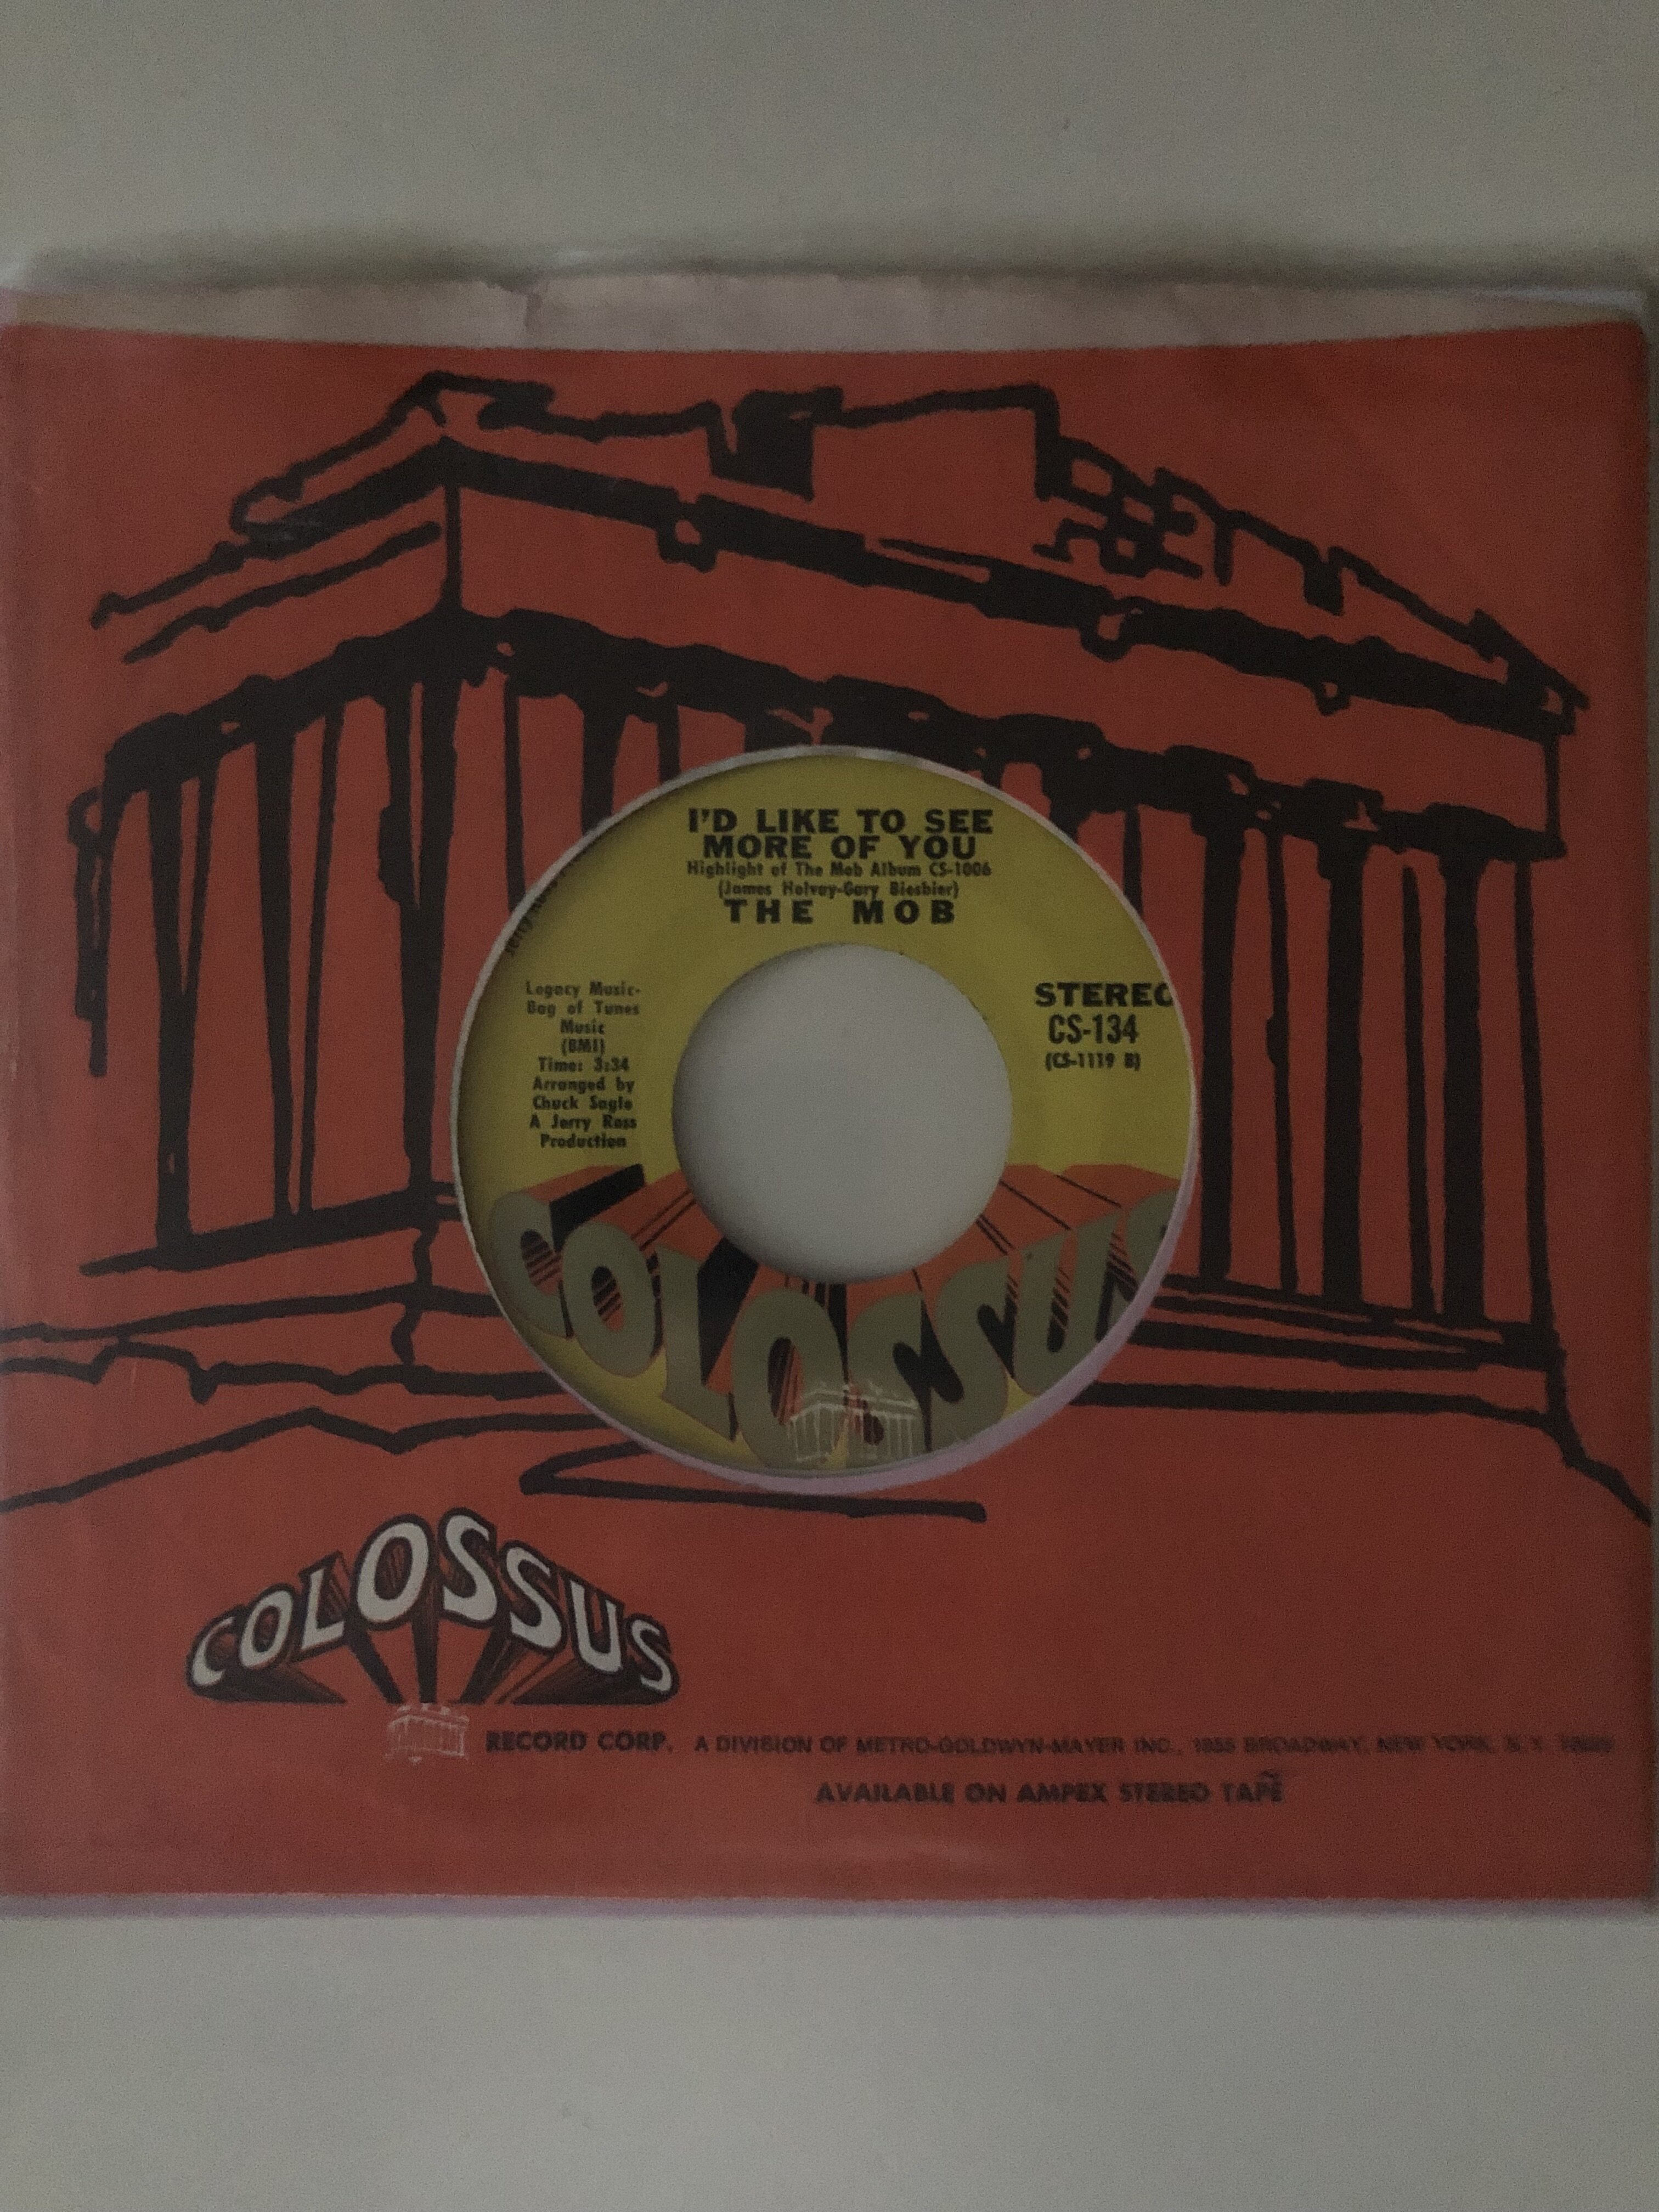 I'D LIKE TO SEE
MORE OF YOU
Highlight of The Mob Album CS-1006
(James Holvay-Gary Biesbier)
THE MOB
Legacy Music-
Bag of Tunes
Music
(BMI)
Time: 3:34
Arranged by
Chuck Sagle
A Jerry Ross
Production
STEREO
CS-134
(CS-1119 B)
COLOSSUS
COLOSSUS
RECORD CORP. A DIVISION OF METRO-GOLDWYN-MAYER INC., 1855 BROADWAY, NEW YORK, N. Y.
AVAILABLE ON AMPEX STEREO TAPE